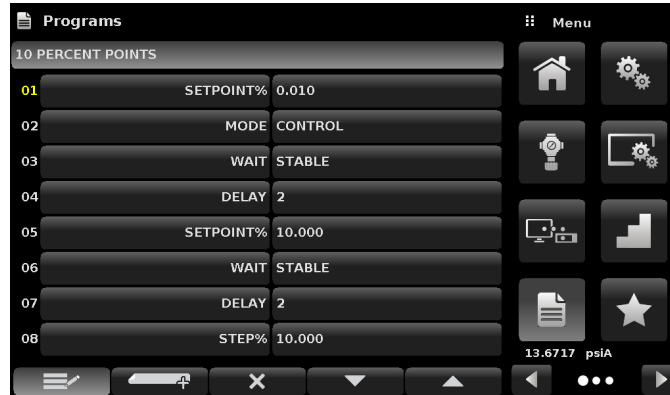 Programs
Menu
10 PERCENT POINTS
01 SETPOINT% 0.010
02 MODE CONTROL
03 WAIT STABLE
04 DELAY 2
05 SETPOINT% 10.000
06 WAIT STABLE
07 DELAY 2
08 STEP% 10.000
13.6717 psiA